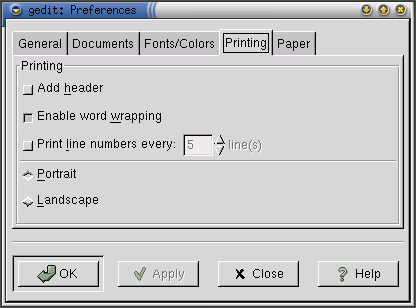 gedit: Preferences
General Documents Fonts/Colors Printing Paper
Printing
Add header
Enable word wrapping
Print line numbers every: 5 line(s)
Portrait
Landscape
OK Apply Close ? Help